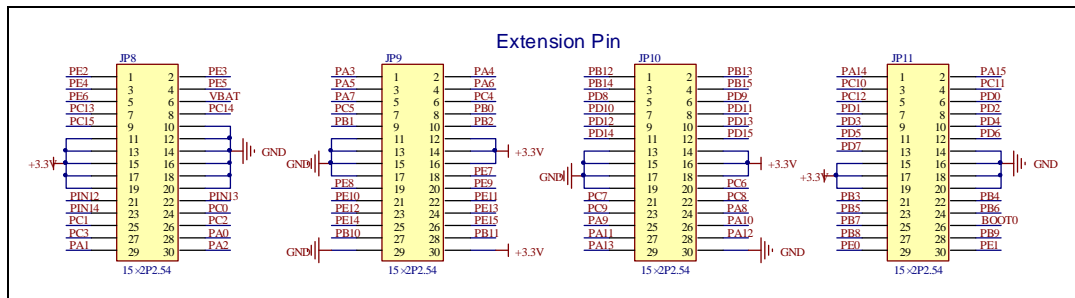 Extension Pin
JP8 JP9 JP10 JP11
PE2 1 2 PE3 PA3 1 2 PA4 PB12 1 2 PB13 PA14 1 2 PA15
PE4 3 4 PE5 PA5 3 4 PA6 PB14 3 4 PB15 PC10 3 4 PC11
PE6 5 6 VBAT PA7 5 6 PC4 PD8 5 6 PD9 PC12 5 6 PD0
PC13 7 8 PC14 PC5 7 8 PB0 PD10 7 8 PD11 PD1 7 8 PD2
PC15 9 10 PB1 9 10 PB2 PD12 9 10 PD13 PD3 9 10 PD4
11 12 11 12 PD14 11 12 PD15 PD5 11 12 PD6
13 14 GND 13 14 +3.3V 13 14 PD7 13 14
+3.3V 15 16 GND 15 16 15 16 +3.3V 15 16 GND
17 18 17 18 PE7 GND 17 18 +3.3V 17 18
19 20 PE8 19 20 PE9 19 20 PC6 19 20
PIN12 21 22 PIN13 PE10 21 22 PE11 PC7 21 22 PC8 PB3 21 22 PB4
PIN14 23 24 PC0 PE12 23 24 PE13 PC9 23 24 PA8 PB5 23 24 PB6
PC1 25 26 PC2 PE14 25 26 PE15 PA9 25 26 PA10 PB7 25 26 BOOT0
PC3 27 28 PA0 PB10 27 28 PB11 PA11 27 28 PA12 PB8 27 28 PB9
PA1 29 30 PA2 GND 29 30 +3.3V PA13 29 30 GND PE0 29 30 PE1
15×2P2.54 15×2P2.54 15×2P2.54 15×2P2.54